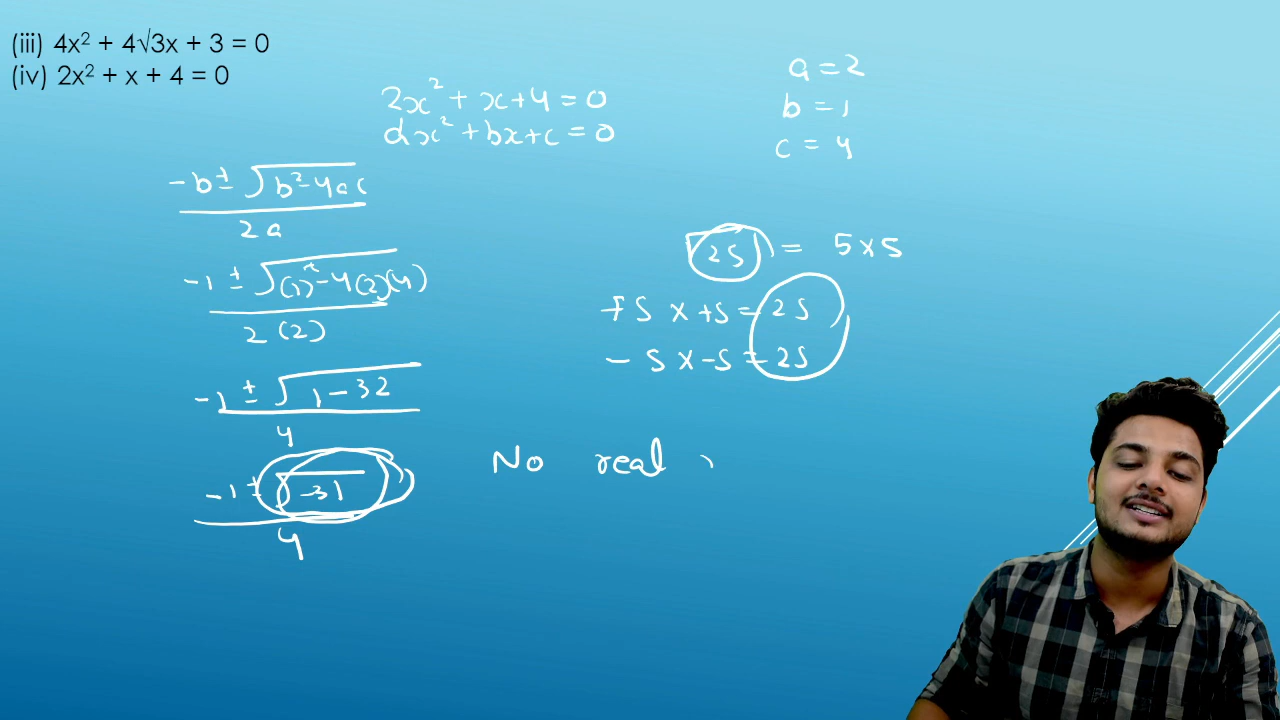 (iii) 4x² + 4√3x + 3 = 0
(iv) 2x² + x + 4 = 0
2x² + x + 4 = 0
ax² + bx + c = 0
a = 2
b = 1
c = 4
-b ± √b² - 4ac
2a
-1 ± √(1)² - 4(2)(4)
2(2)
-1 ± √1 - 32
4
-1 ± √-31
4
√25 = 5 x 5
+5 x +5 = 25
- 5 x -5 = 25
No real